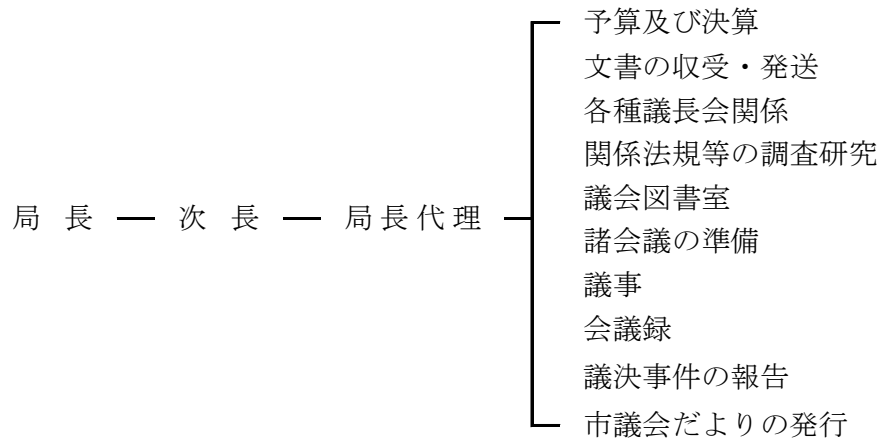 予算及び決算
文書の収受・発送
各種議長会関係
関係法規等の調査研究
局長 ― 次長 ― 局長代理
議会図書室
諸会議の準備
議事
会議録
議決事件の報告
市議会だよりの発行